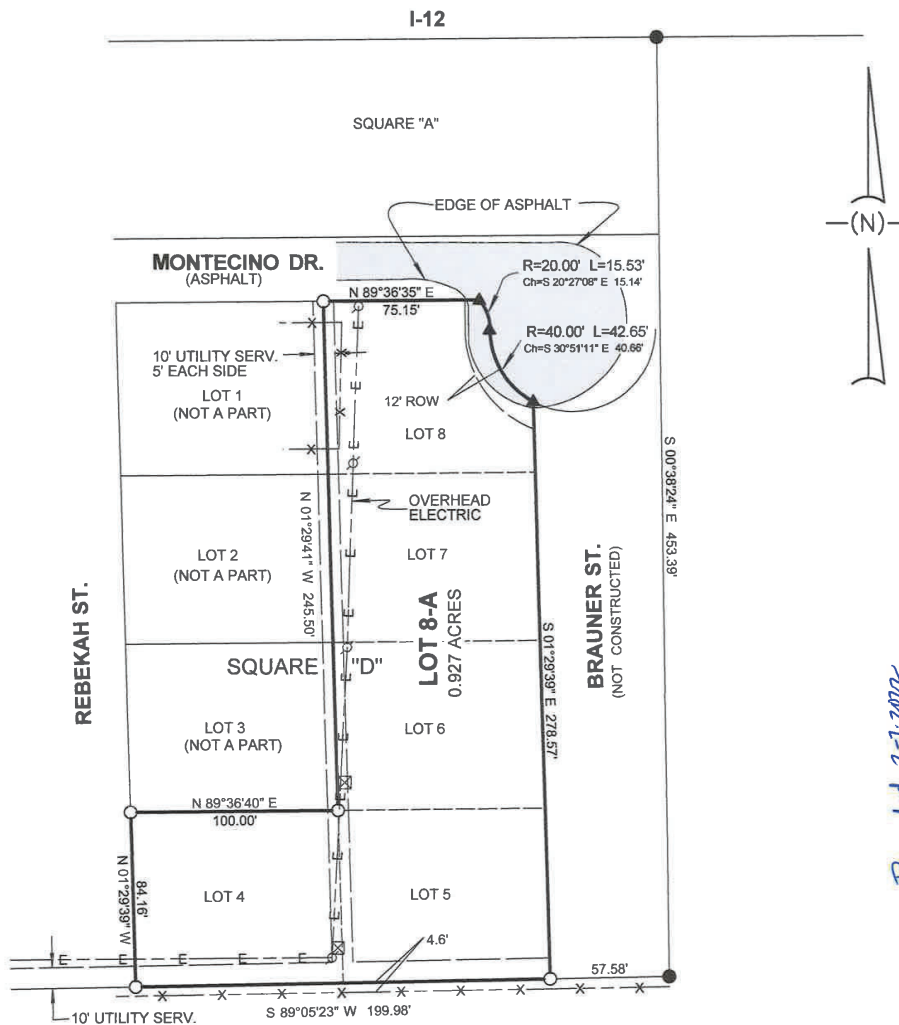 I-12
SQUARE "A"
EDGE OF ASPHALT
(N)
MONTECINO DR.
(ASPHALT)
R=20.00' L=15.53'
Ch=S 20°27'08" E 15.14'
N 89°36'35" E
75.15'
R=40.00' L=42.65'
Ch=S 30°51'11" E 40.66'
10' UTILITY SERV.
5' EACH SIDE
LOT 1
(NOT A PART)
12' ROW
LOT 8
S 00°38'24" E 453.39'
OVERHEAD
ELECTRIC
N 01°29'41" W 245.50'
LOT 2
(NOT A PART)
LOT 7
REBEKAH ST.
LOT 8-A
0.927 ACRES
BRAUNER ST.
(NOT CONSTRUCTED)
S 01°29'39" E 278.57'
SQUARE "D"
LOT 3
(NOT A PART)
LOT 6
N 89°36'40" E
100.00'
N 01°29'39" W
84.16'
LOT 4
LOT 5
4.6'
57.58'
S 89°05'23" W 199.98'
10' UTILITY SERV.